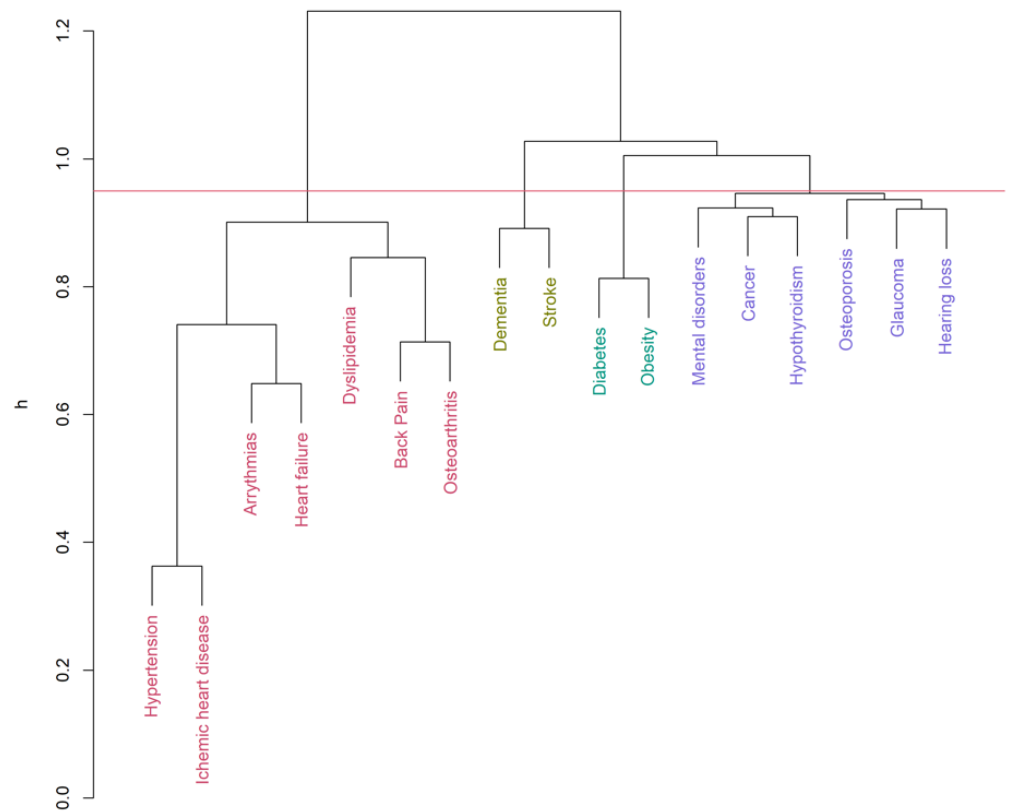 1.2
1.0
0.8
0.6
0.4
0.2
0.0
h
Hypertension
Ichemic heart disease
Arrythmias
Heart failure
Dyslipidemia
Back Pain
Osteoarthritis
Dementia
Stroke
Diabetes
Obesity
Mental disorders
Cancer
Hypothyroidism
Osteoporosis
Glaucoma
Hearing loss